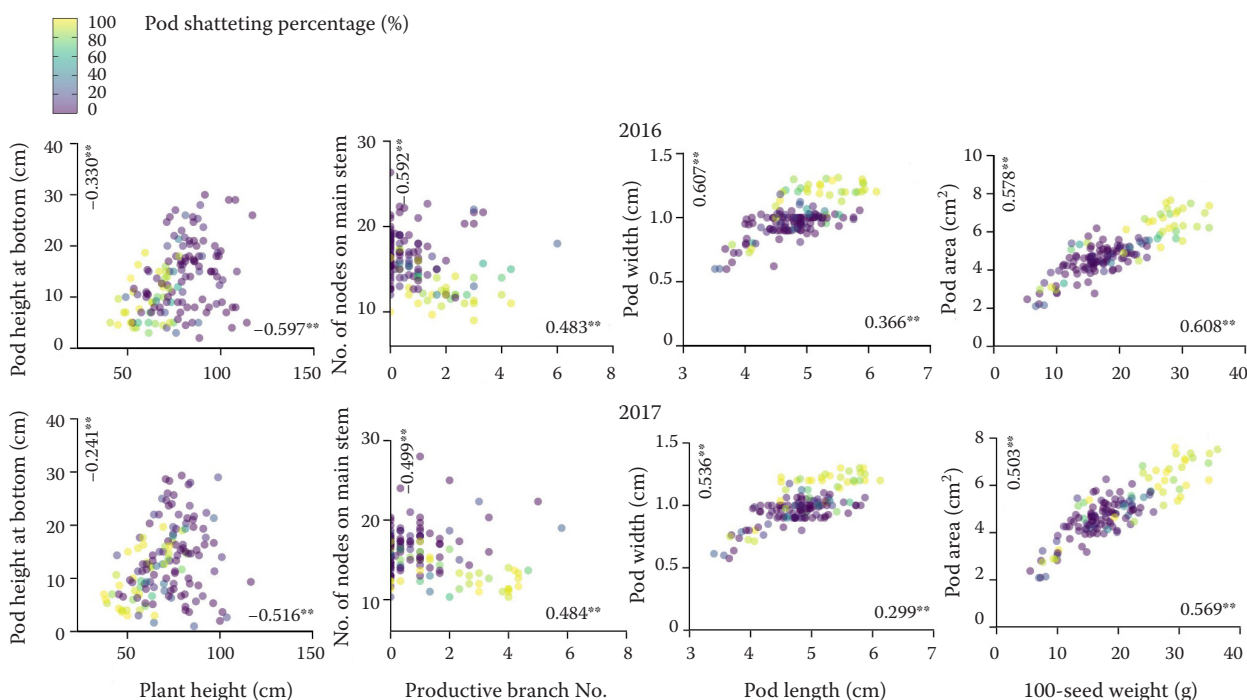 Pod shatteting percentage (%)
100
80
60
40
20
0
2016
Pod height at bottom (cm)
40
30
20
10
0
−0.330**
−0.597**
50 100 150
No. of nodes on main stem
30
20
10
−0.592**
0.483**
0 2 4 6 8
Pod width (cm)
1.5
1.0
0.5
0
0.607**
0.366**
3 4 5 6 7
Pod area (cm²)
10
8
6
4
2
0
0.578**
0.608**
0 10 20 30 40
2017
Pod height at bottom (cm)
40
30
20
10
0
−0.241**
−0.516**
50 100 150
Plant height (cm)
No. of nodes on main stem
30
20
10
−0.499**
0.484**
0 2 4 6 8
Productive branch No.
Pod width (cm)
1.5
1.0
0.5
0
0.536**
0.299**
3 4 5 6 7
Pod length (cm)
Pod area (cm²)
8
6
4
2
0
0.503**
0.569**
0 10 20 30 40
100-seed weight (g)